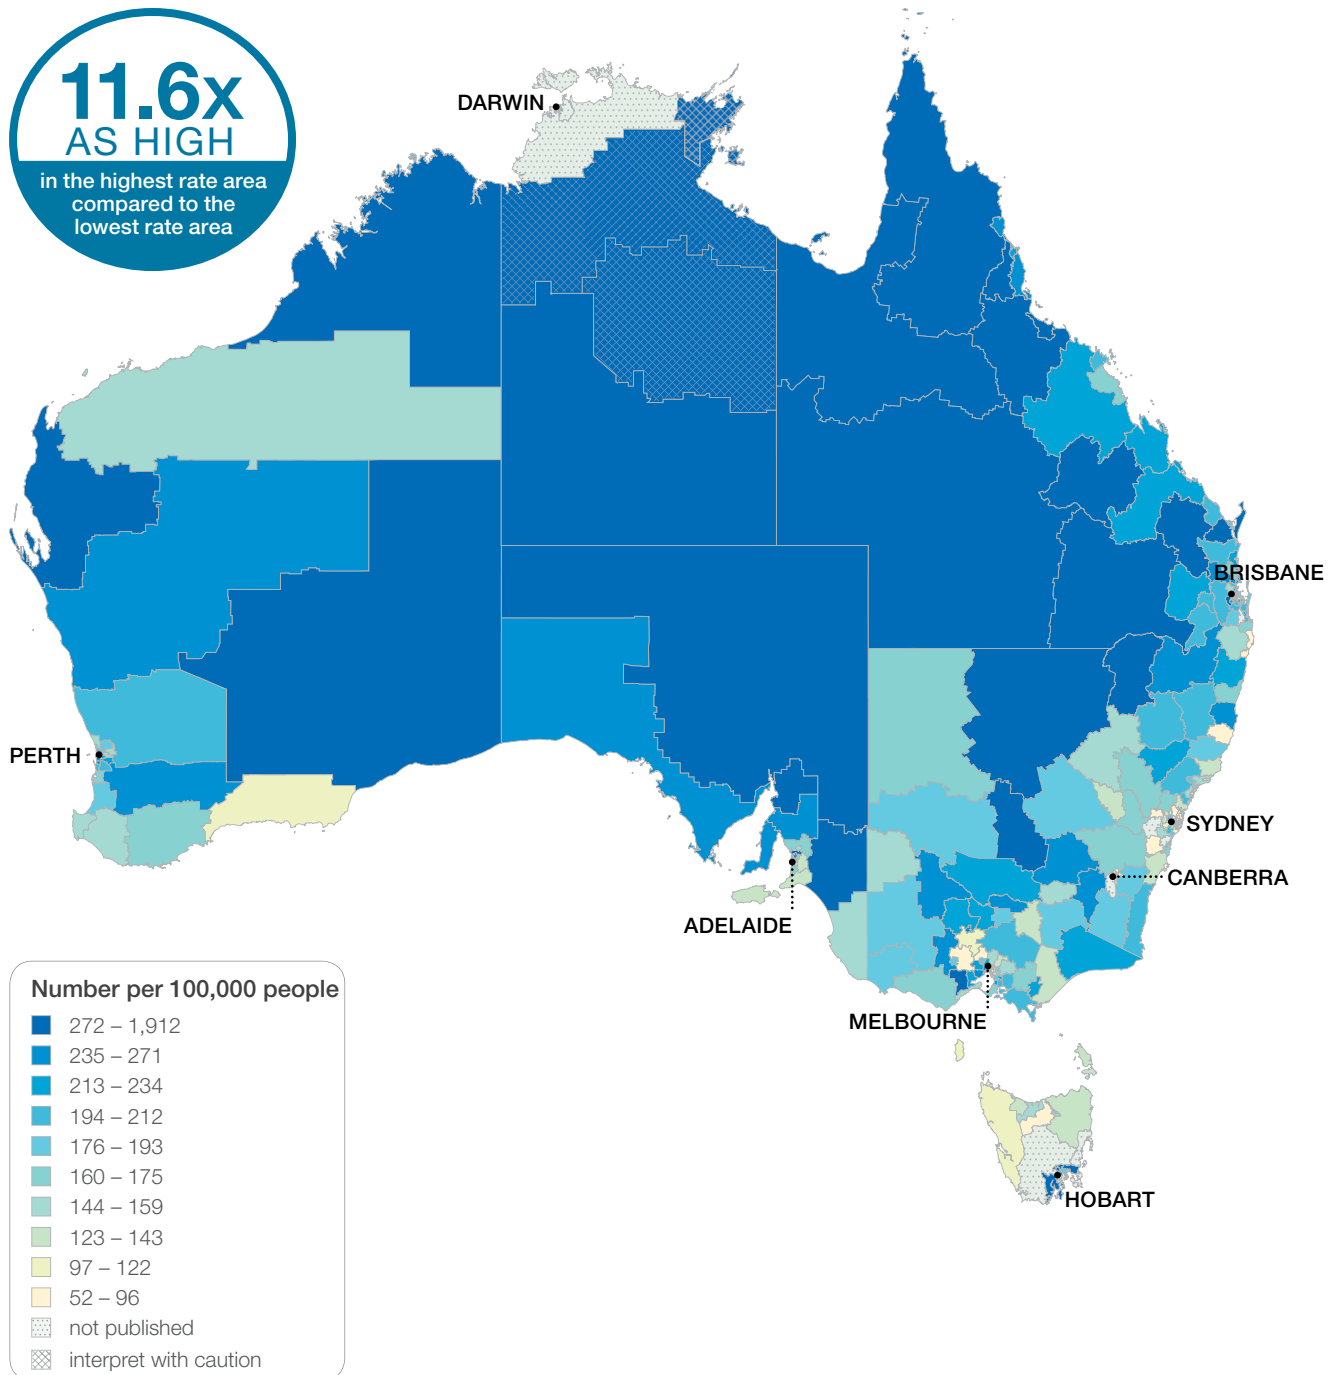 11.6x
AS HIGH
in the highest rate area
compared to the
lowest rate area
DARWIN
BRISBANE
PERTH
SYDNEY
CANBERRA
ADELAIDE
MELBOURNE
HOBART
Number per 100,000 people
272 – 1,912
235 – 271
213 – 234
194 – 212
176 – 193
160 – 175
144 – 159
123 – 143
97 – 122
52 – 96
not published
interpret with caution